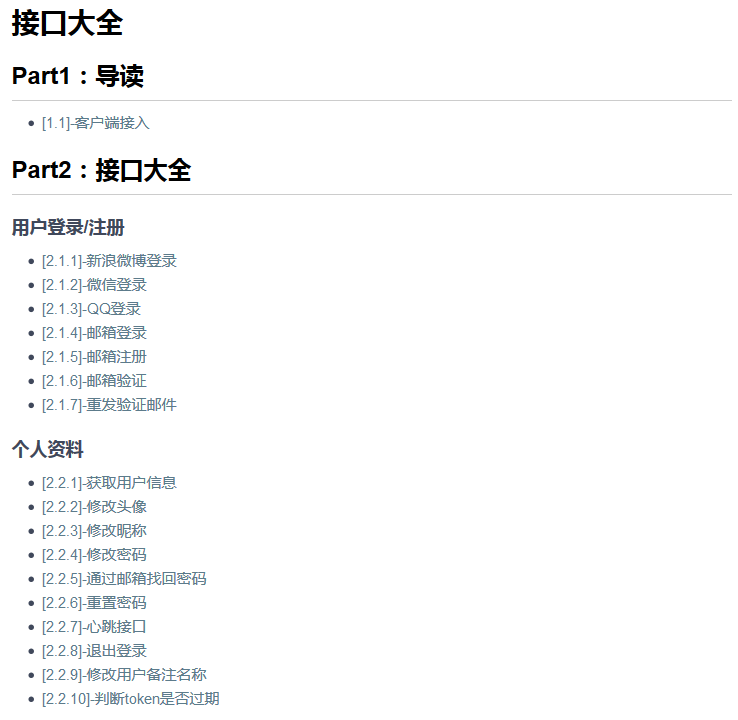 接口大全
Part1：导读
[1.1]-客户端接入
Part2：接口大全
用户登录/注册
[2.1.1]-新浪微博登录
[2.1.2]-微信登录
[2.1.3]-QQ登录
[2.1.4]-邮箱登录
[2.1.5]-邮箱注册
[2.1.6]-邮箱验证
[2.1.7]-重发验证邮件
个人资料
[2.2.1]-获取用户信息
[2.2.2]-修改头像
[2.2.3]-修改昵称
[2.2.4]-修改密码
[2.2.5]-通过邮箱找回密码
[2.2.6]-重置密码
[2.2.7]-心跳接口
[2.2.8]-退出登录
[2.2.9]-修改用户备注名称
[2.2.10]-判断token是否过期